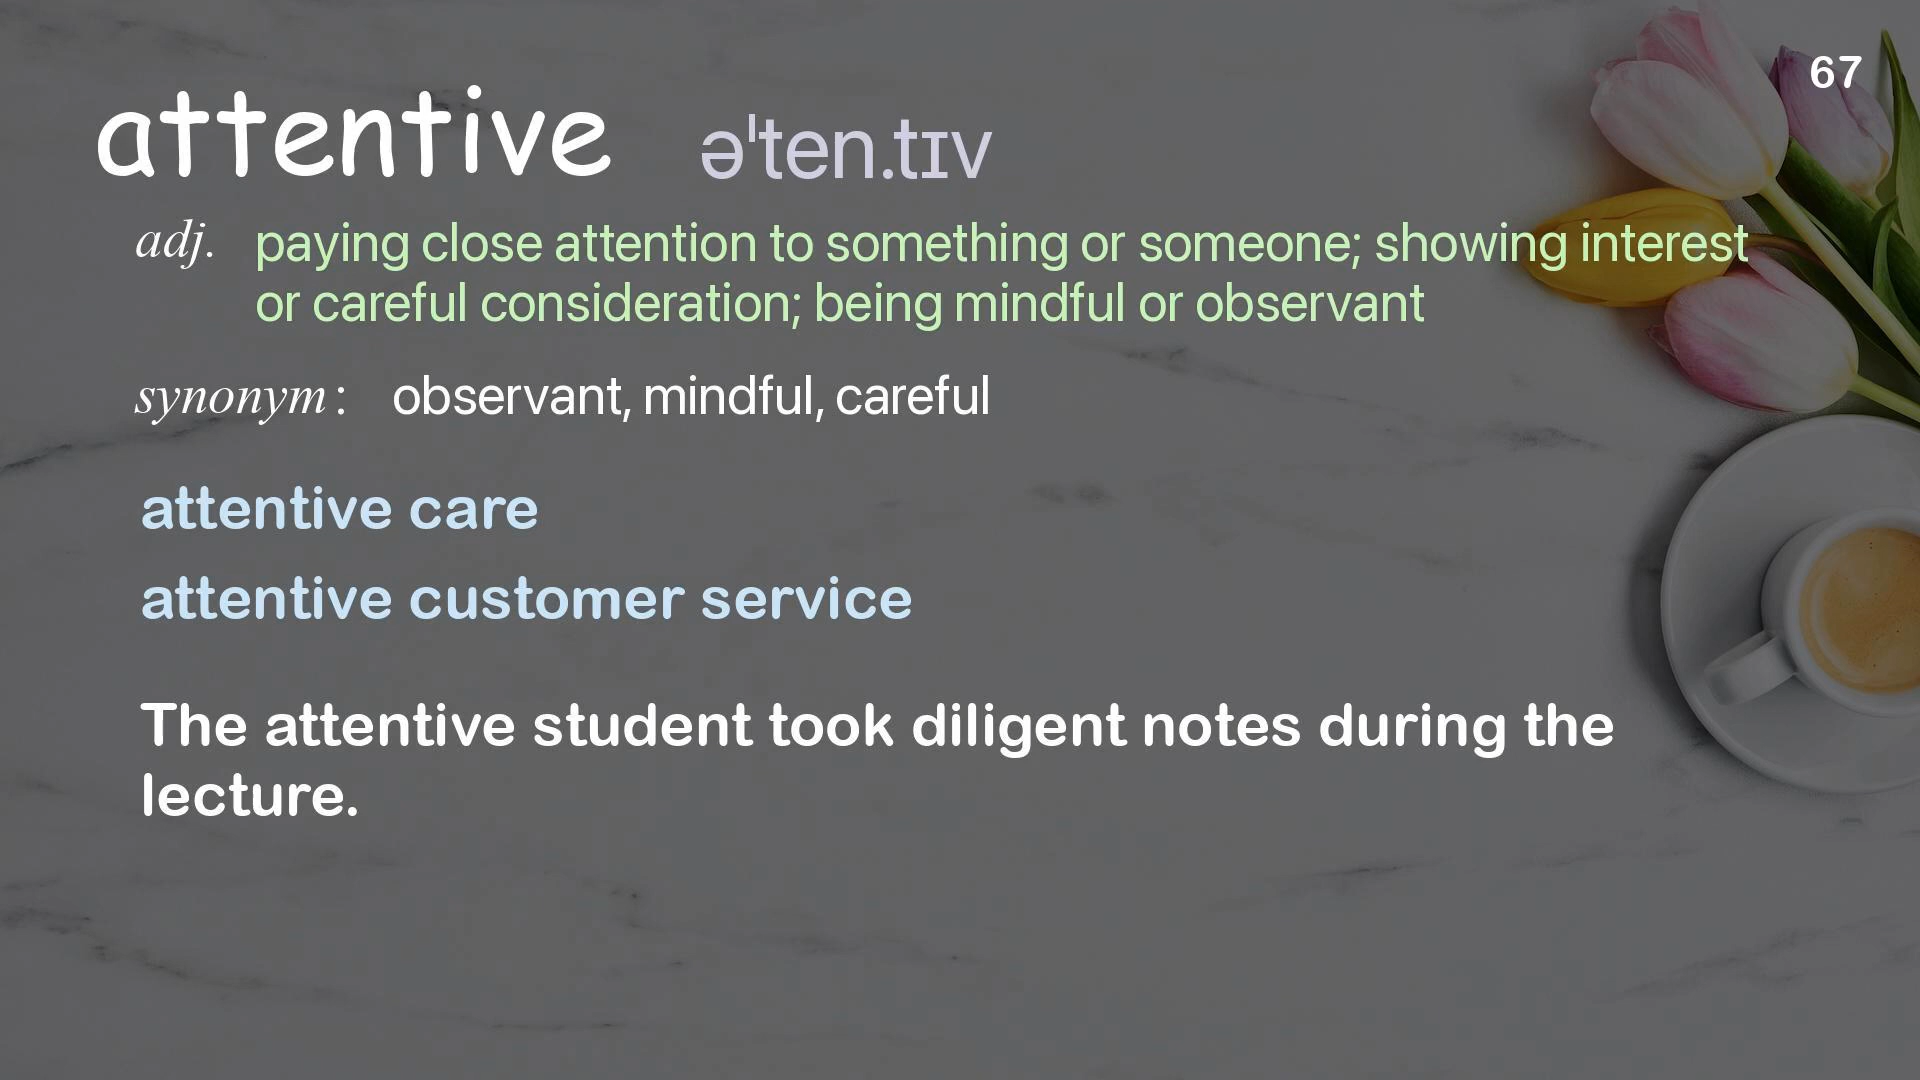 67
attentive əˈten.tɪv
adj. paying close attention to something or someone; showing interest
or careful consideration; being mindful or observant
synonym: observant, mindful, careful
attentive care
attentive customer service
The attentive student took diligent notes during the
lecture.